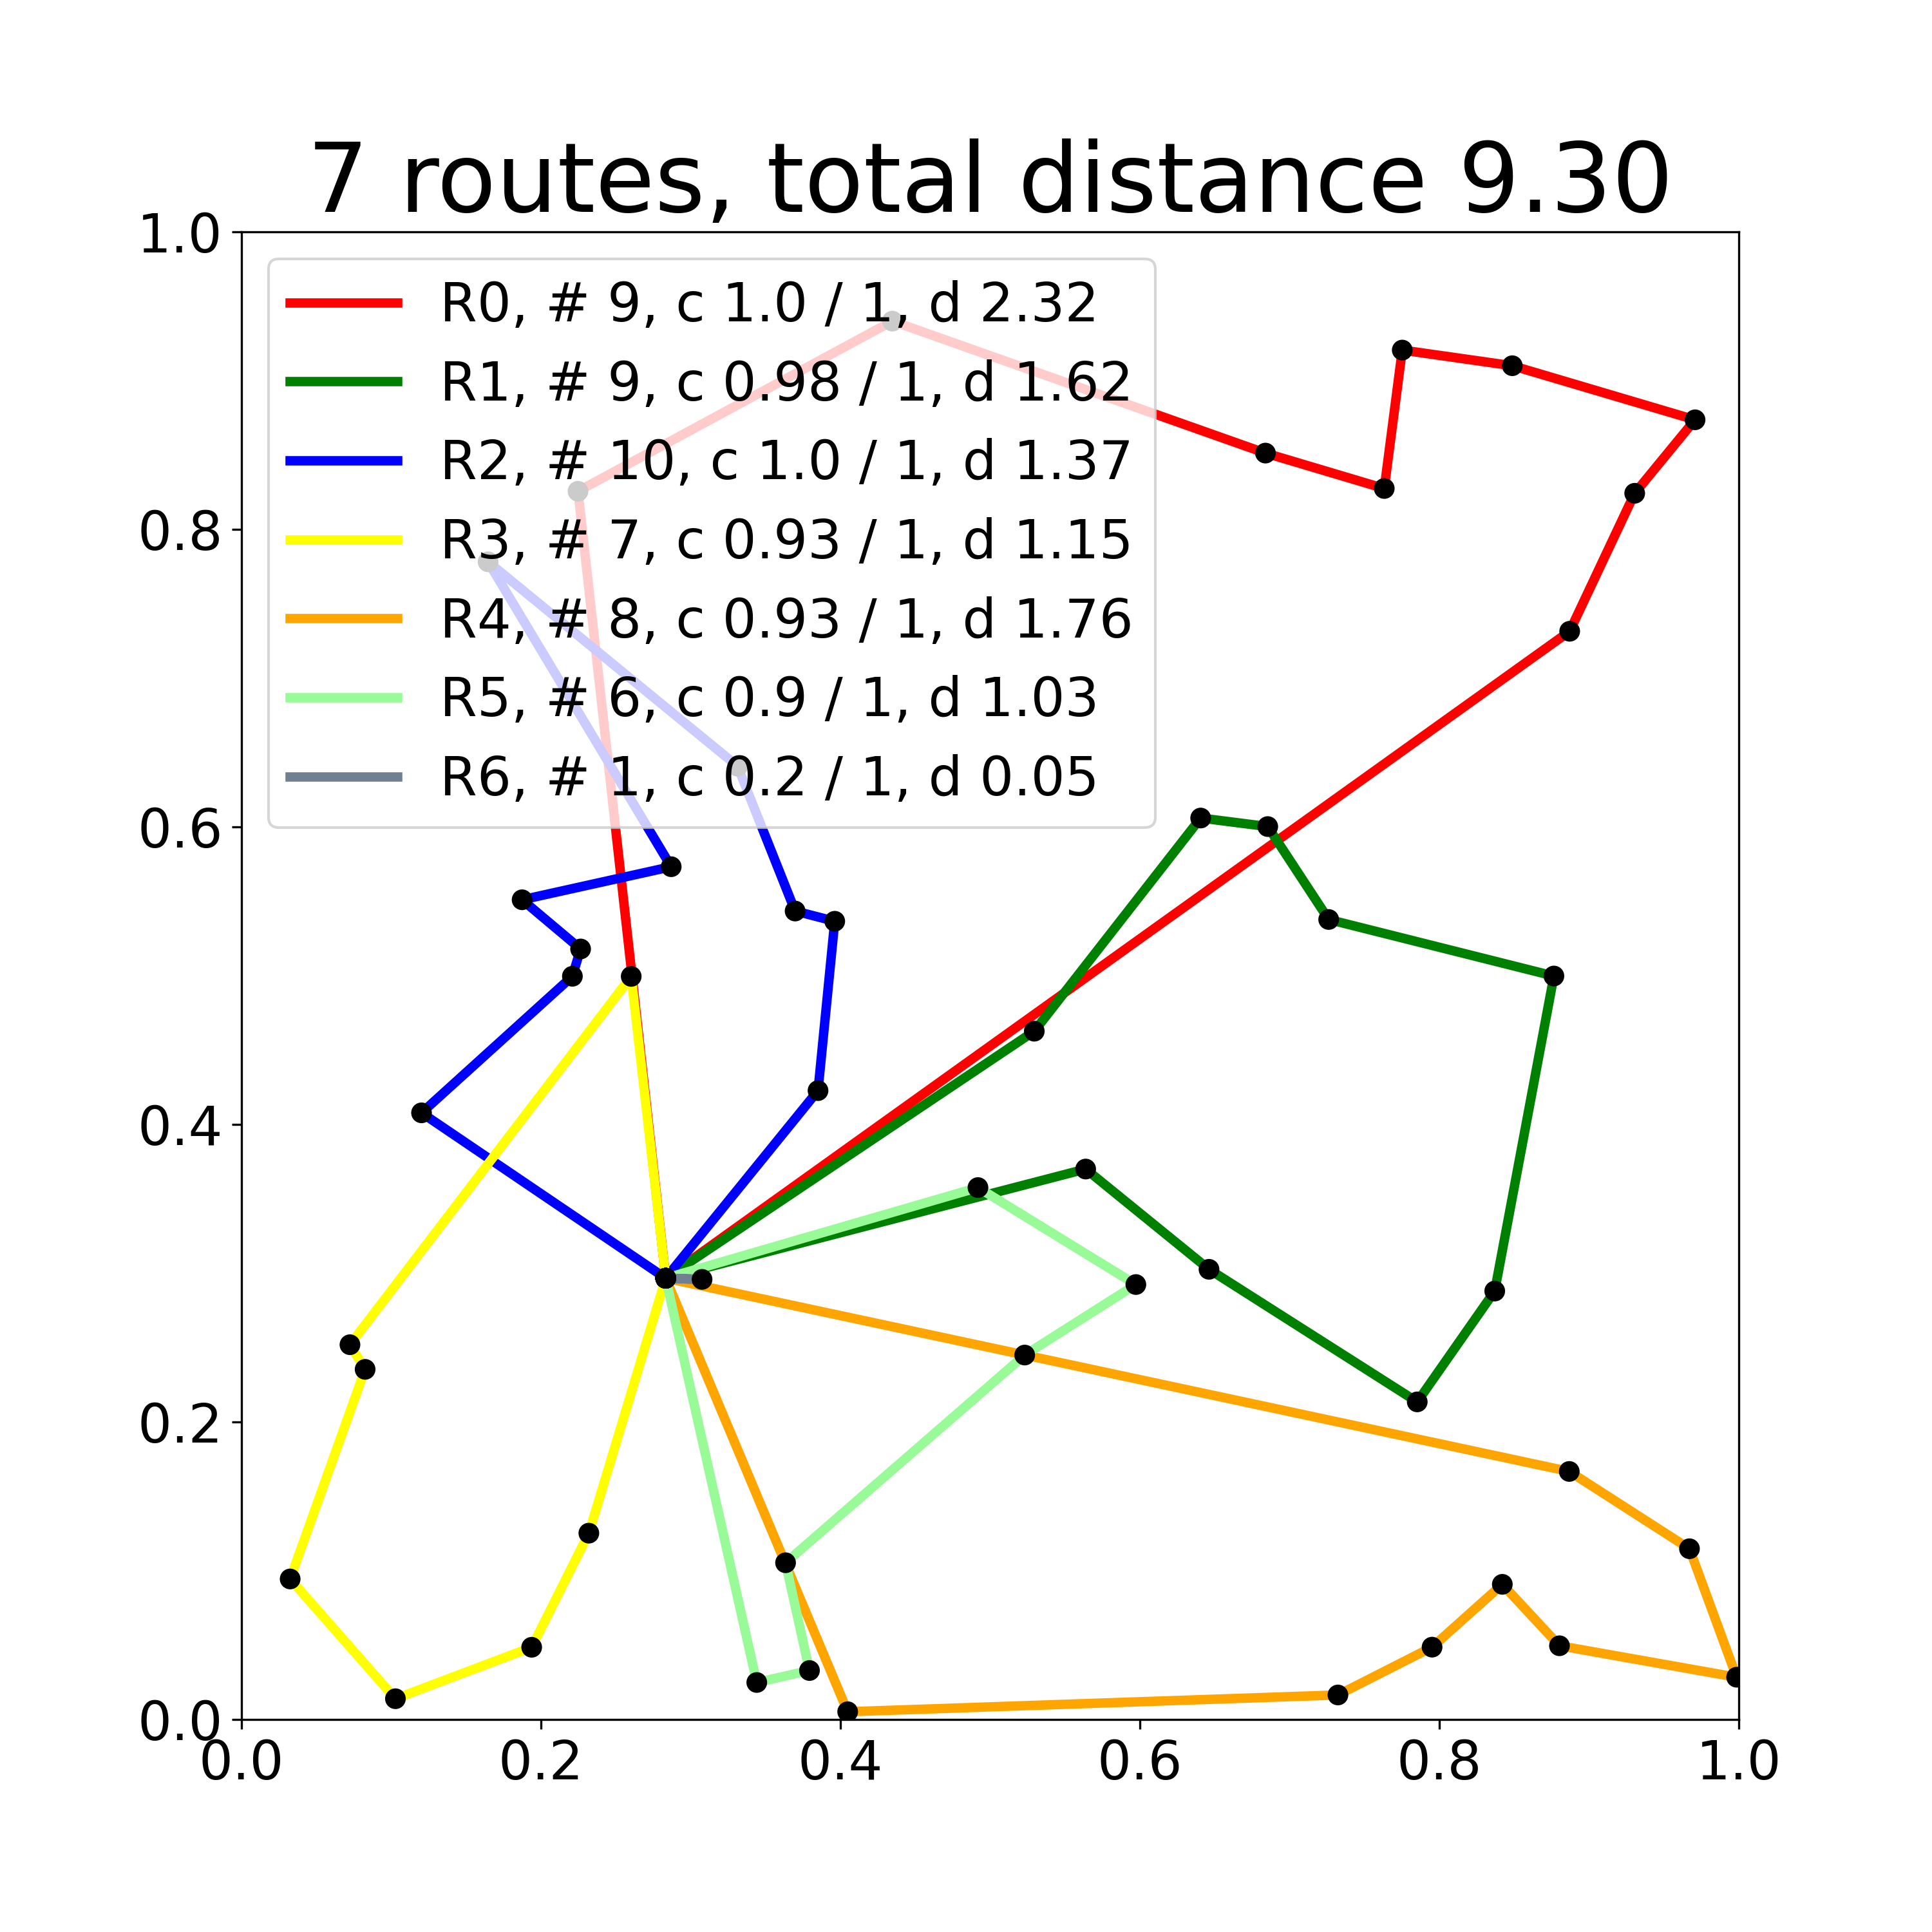 7 routes, total distance 9.30
1.0
0.8
0.6
0.4
0.2
0.0
R0, # 9, c 1.0 / 1, d 2.32
R1, # 9, c 0.98 / 1, d 1.62
R2, # 10, c 1.0 / 1, d 1.37
R3, # 7, c 0.93 / 1, d 1.15
R4, # 8, c 0.93 / 1, d 1.76
R5, # 6, c 0.9 / 1, d 1.03
R6, # 1, c 0.2 / 1, d 0.05
0.0 0.2 0.4 0.6 0.8 1.0